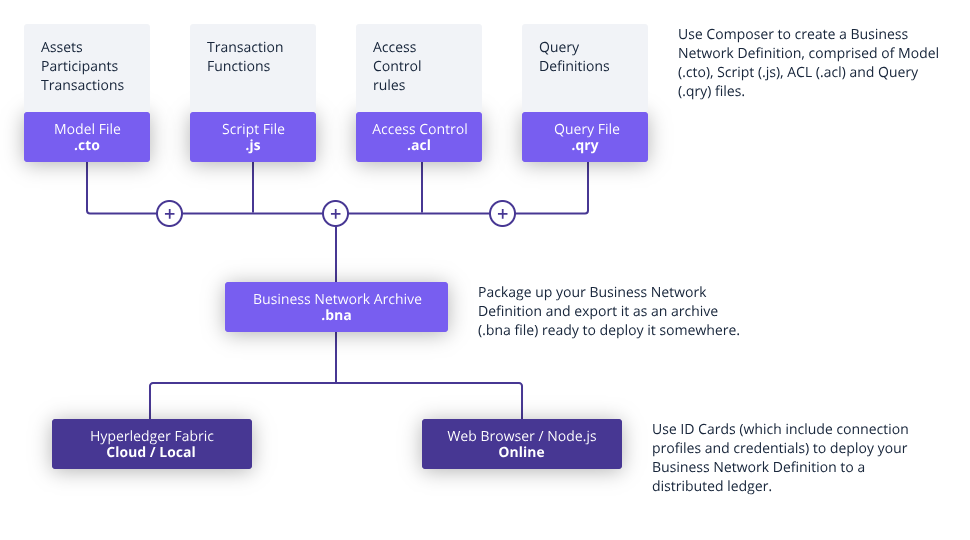 Assets
Participants
Transactions
Model File
.cto
Transaction
Functions
Script File
.js
Access
Control
rules
Access Control
.acl
Query
Definitions
Query File
.qry
Use Composer to create a Business
Network Definition, comprised of Model
(.cto), Script (.js), ACL (.acl) and Query
(.qry) files.
+ + +
Business Network Archive
.bna
Package up your Business Network
Definition and export it as an archive
(.bna file) ready to deploy it somewhere.
Hyperledger Fabric
Cloud / Local
Web Browser / Node.js
Online
Use ID Cards (which include connection
profiles and credentials) to deploy your
Business Network Definition to a
distributed ledger.